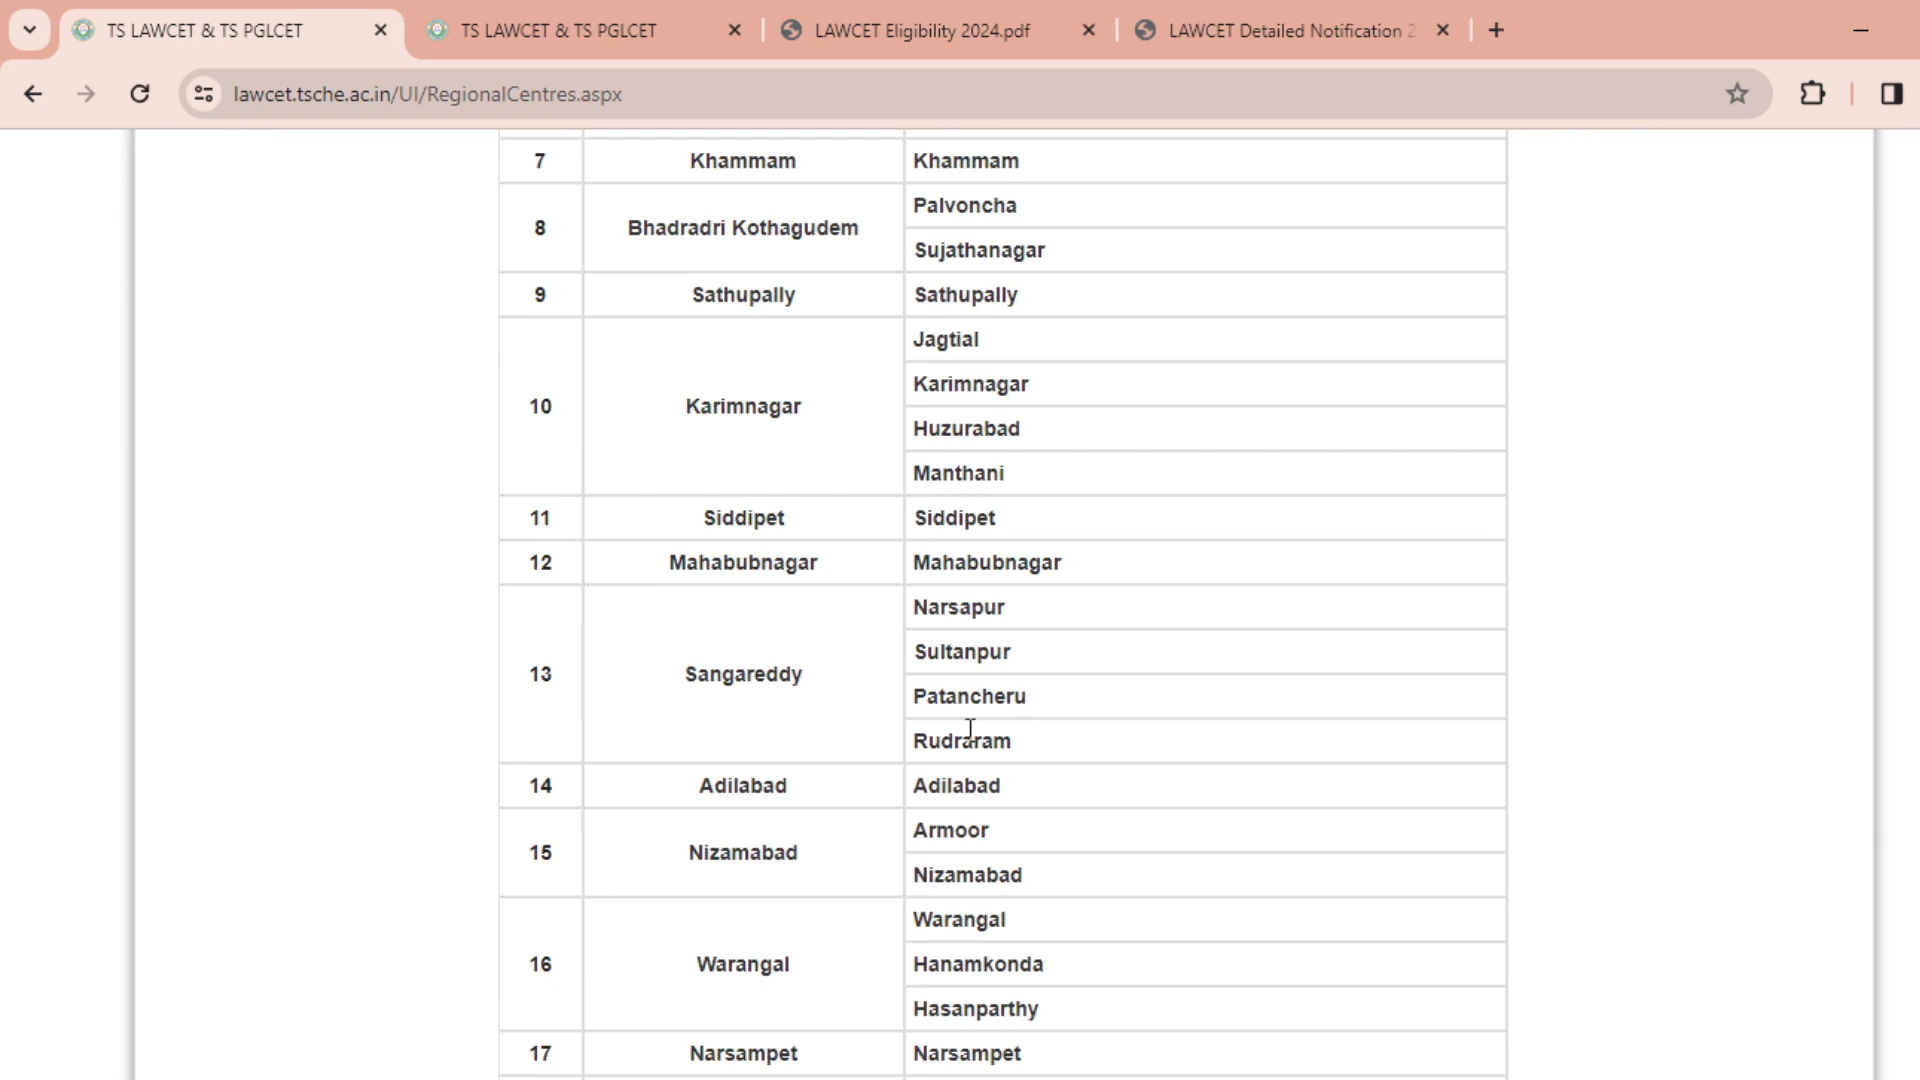 TS LAWCET & TS PGLCET
TS LAWCET & TS PGLCET
LAWCET Eligibility 2024.pdf
LAWCET Detailed Notification 2
lawcet.tsche.ac.in/UI/RegionalCentres.aspx
7 Khammam Khammam
8 Bhadradri Kothagudem Palvoncha
Sujathanagar
9 Sathupally Sathupally
10 Karimnagar Jagtial
Karimnagar
Huzurabad
Manthani
11 Siddipet Siddipet
12 Mahabubnagar Mahabubnagar
13 Sangareddy Narsapur
Sultanpur
Patancheru
Rudraram
14 Adilabad Adilabad
15 Nizamabad Armoor
Nizamabad
16 Warangal Warangal
Hanamkonda
Hasanparthy
17 Narsampet Narsampet